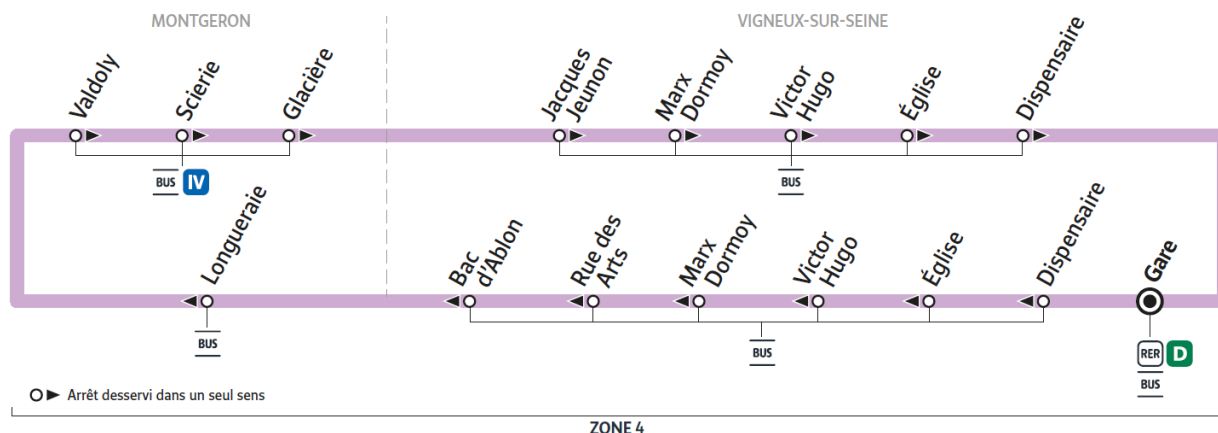 MONTGERON
VIGNEUX-SUR-SEINE
Valdoly
Scierie
Glacière
Jacques
Jeunon
Marx
Dormoy
Victor
Hugo
Église
Dispensaire
BUS IV
BUS
Longueraie
Bac
d'Ablon
Rue des
Arts
Marx
Dormoy
Victor
Hugo
Église
Dispensaire
Gare
BUS
BUS
RER D
BUS
Arrêt desservi dans un seul sens
ZONE 4